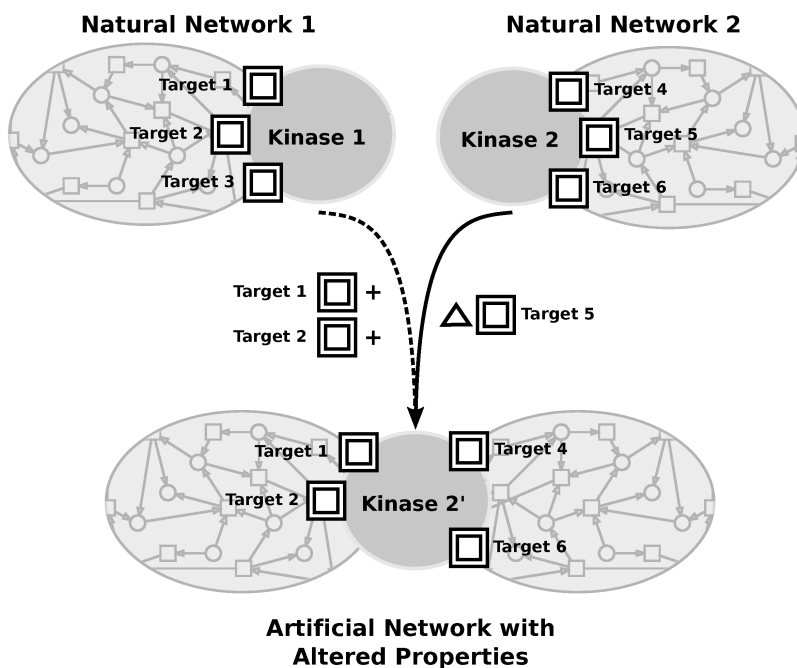 Natural Network 1
Natural Network 2
Target 1
Target 2
Target 3
Kinase 1
Kinase 2
Target 4
Target 5
Target 6
Target 1 +
Target 2 +
Target 5
Target 1
Target 2
Kinase 2'
Target 4
Target 6
Artificial Network with
Altered Properties